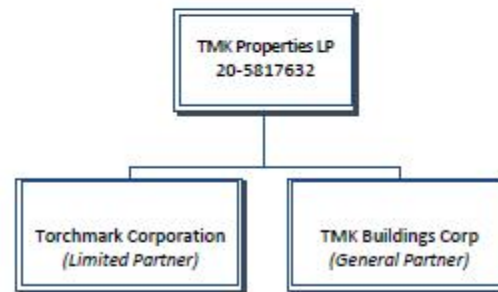 TMK Properties LP
20-5817632
Torchmark Corporation
(Limited Partner)
TMK Buildings Corp
(General Partner)